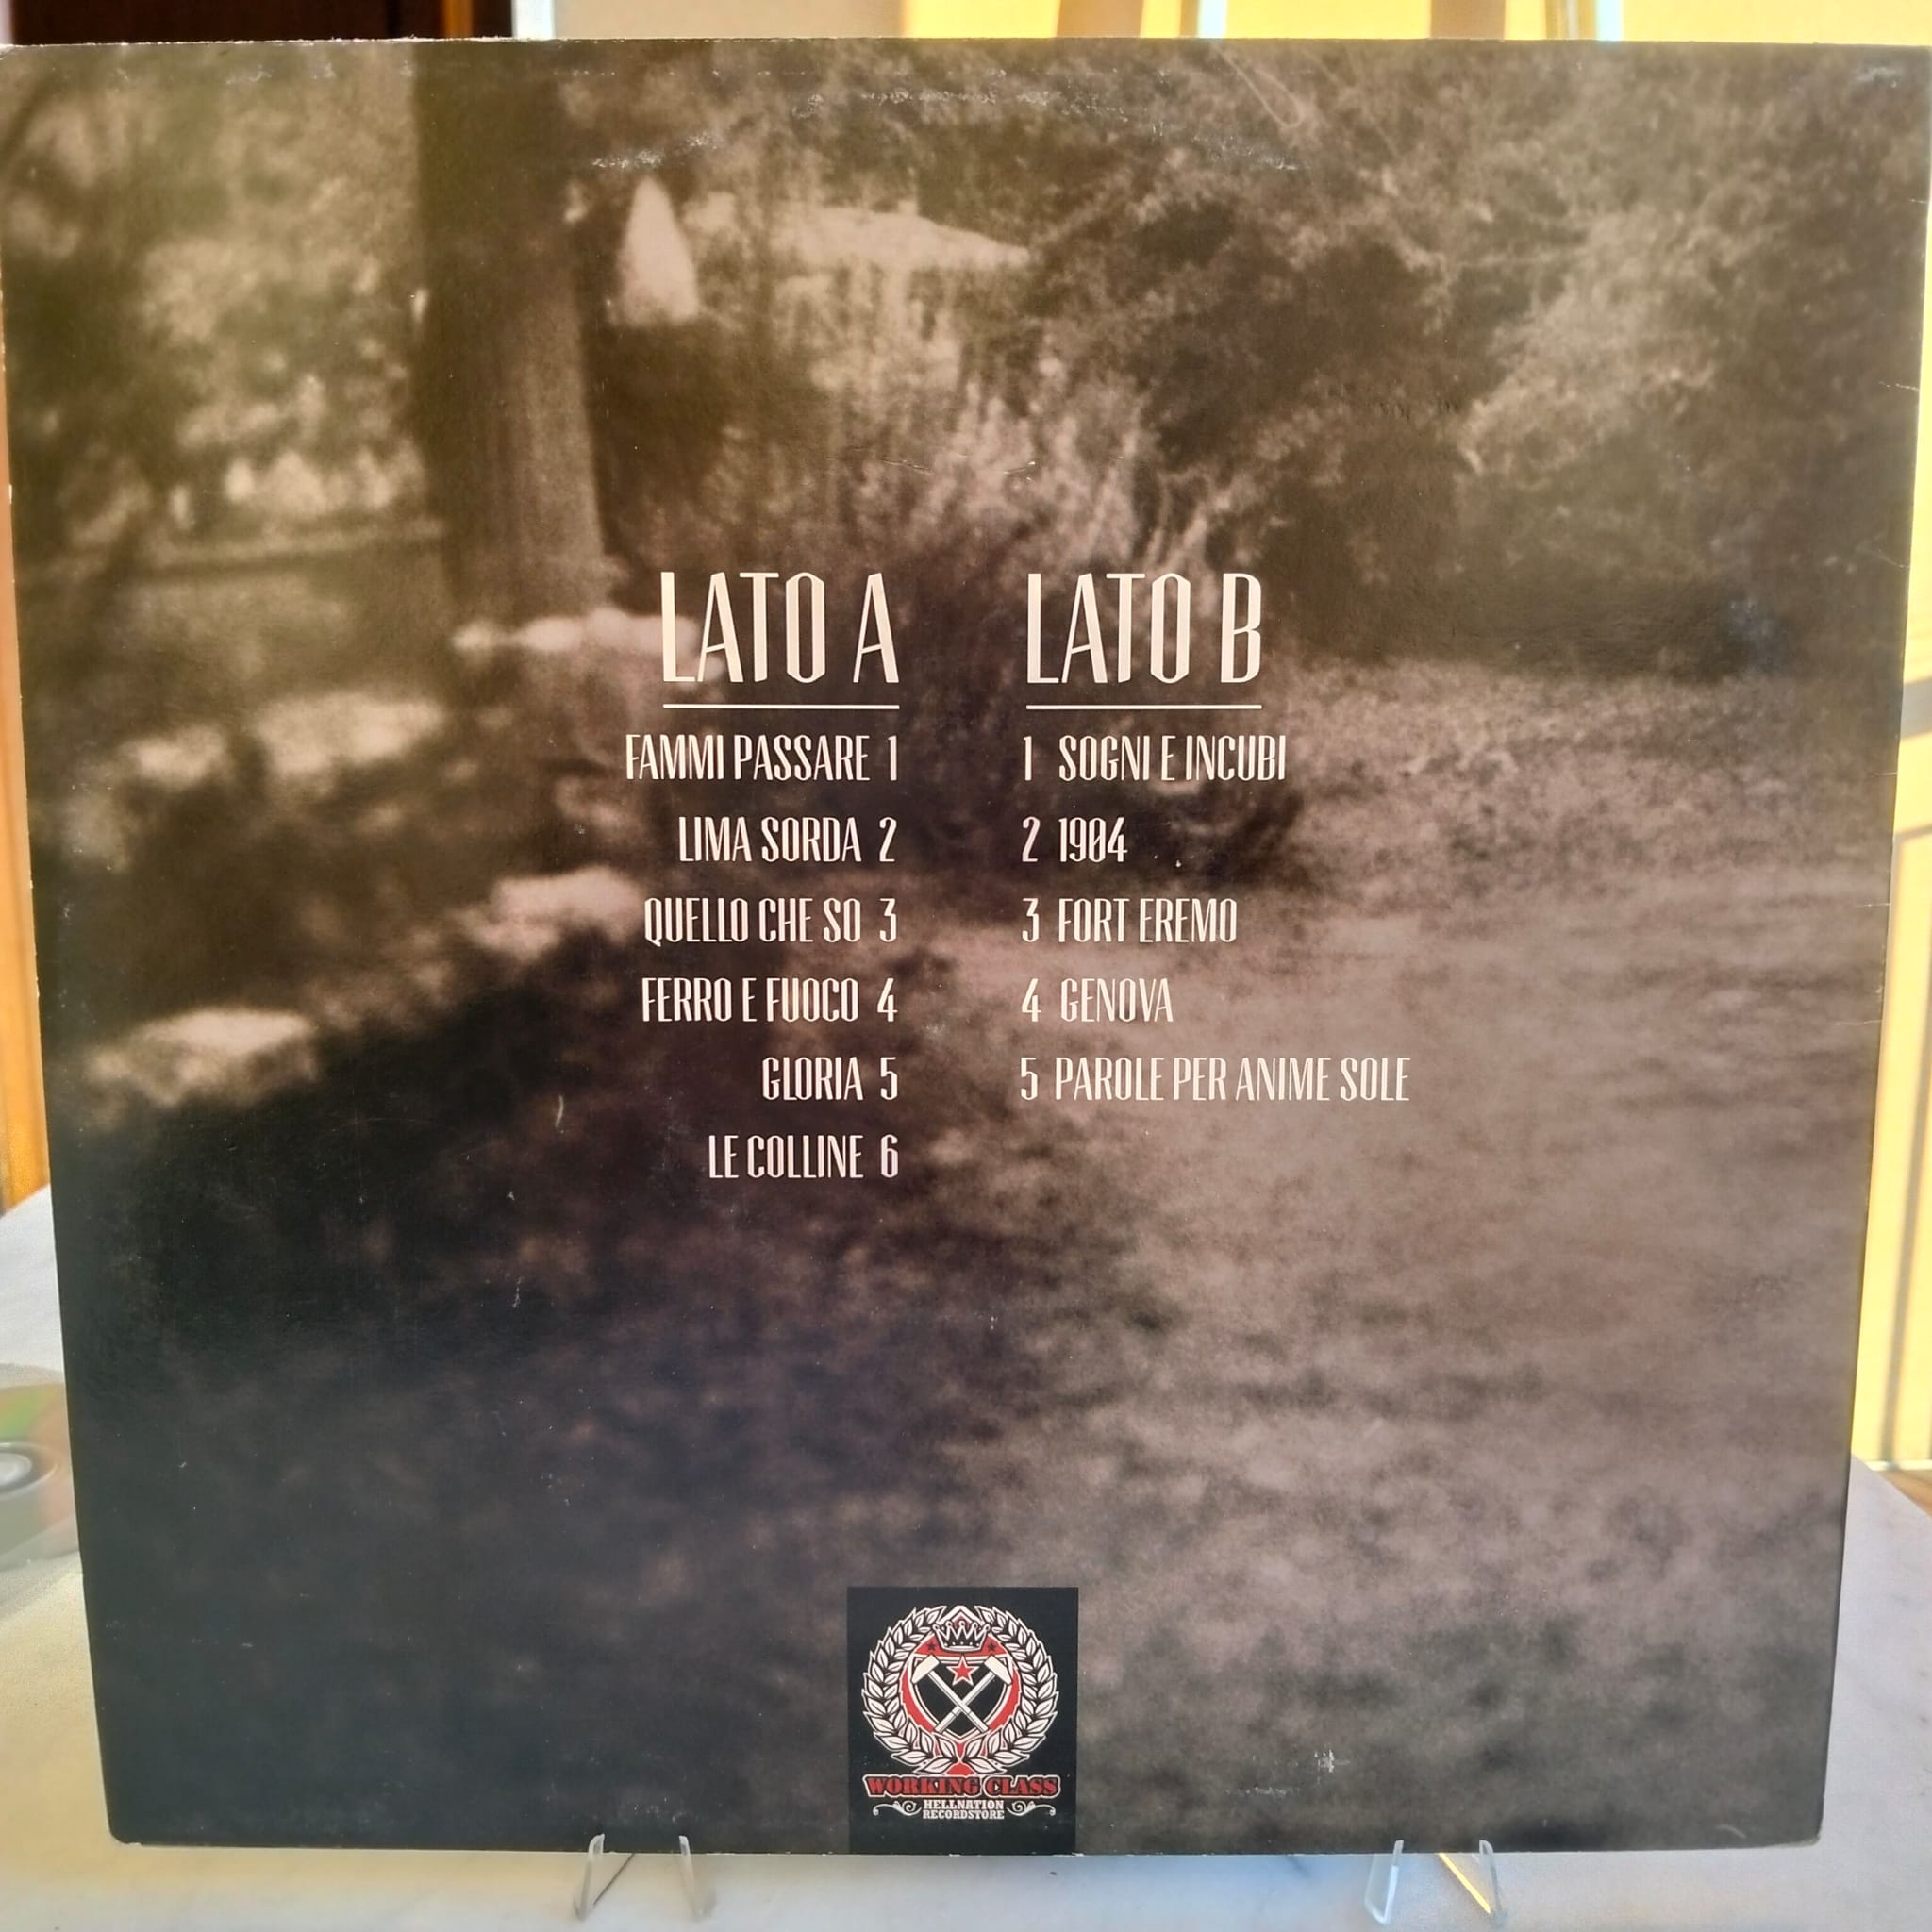 LATO A
FAMMI PASSARE 1
LIMA SORDA 2
QUELLO CHE SO 3
FERRO E FUOCO 4
GLORIA 5
LE COLLINE 6
LATO B
1 SOGNI E INCUBI
2 1904
3 FORT EREMO
4 GENOVA
5 PAROLE PER ANIME SOLE
WORKING CLASS
HELLNATION
RECORDSTORE